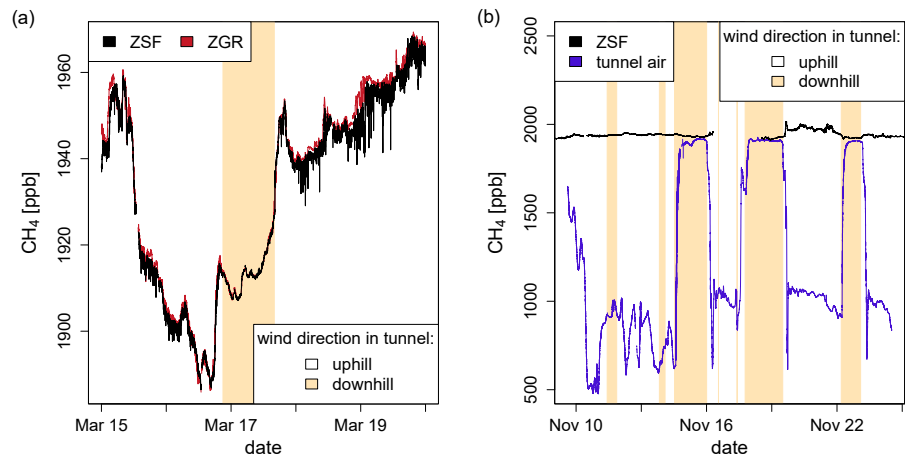 (a)
ZSF ZGR
CH4 [ppb]
1960
1940
1920
1900
wind direction in tunnel:
uphill
downhill
Mar 15 Mar 17 Mar 19
date
(b)
ZSF
tunnel air
wind direction in tunnel:
uphill
downhill
CH4 [ppb]
2500
2000
1500
1000
500
Nov 10 Nov 16 Nov 22
date